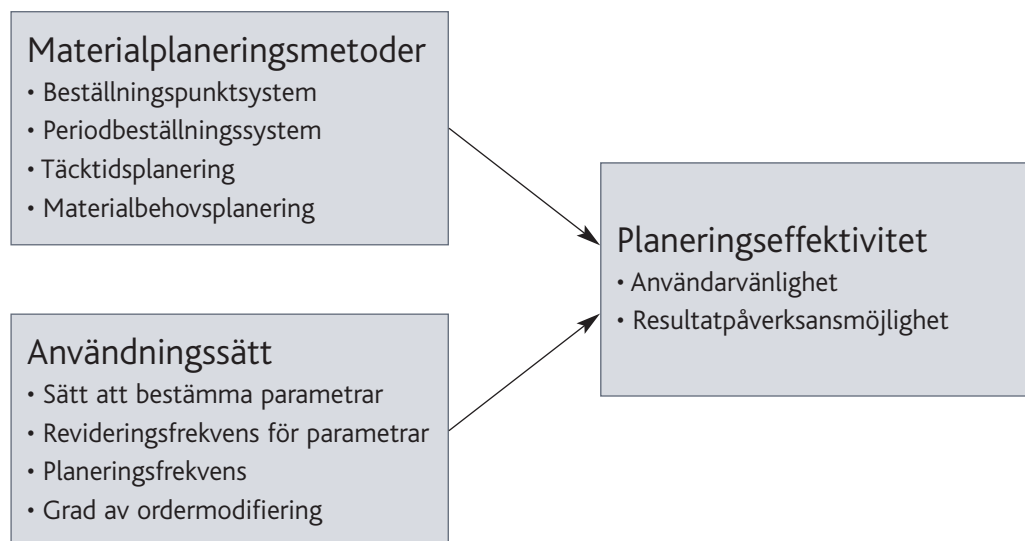 Materialplaneringsmetoder
• Beställningspunktsystem
• Periodbeställningssystem
• Täcktidsplanering
• Materialbehovsplanering
Användningssätt
• Sätt att bestämma parametrar
• Revideringsfrekvens för parametrar
• Planeringsfrekvens
• Grad av ordermodifiering
Planeringseffektivitet
• Användarvänlighet
• Resultatpåverksansmöjlighet